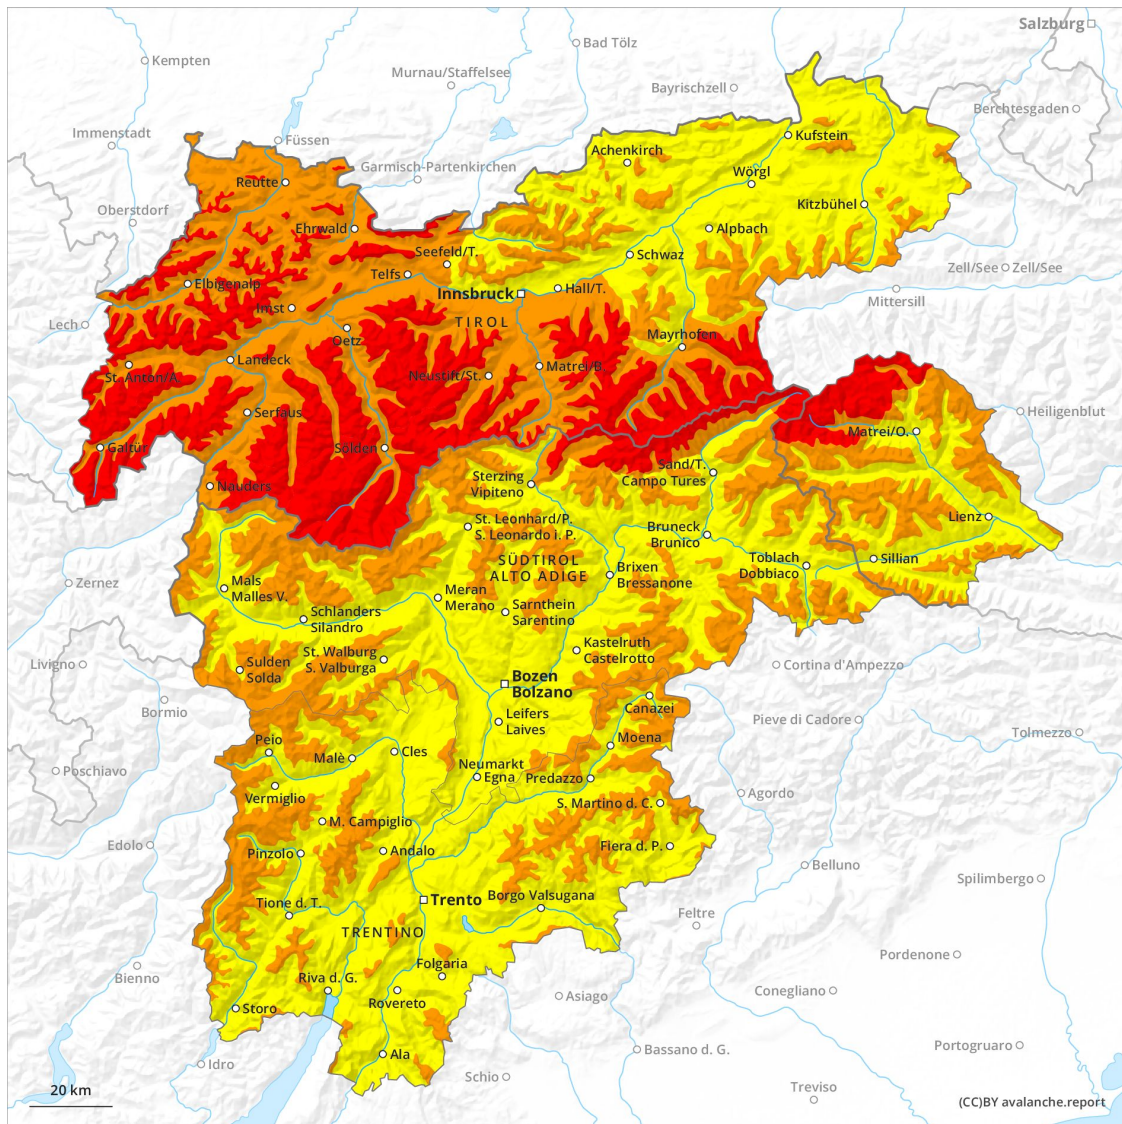 Salzburg
Bad Tölz
Kempten
Murnau/Staffelsee
Bayrischzell
Berchtesgaden
Immenstadt
Füssen
Kufstein
Achenkirch
Garmisch-Partenkirchen
Wörgl
Reutte
Oberstdorf
Kitzbühel
Ehrwald
Alpbach
Seefeld/T.
Schwaz
Zell/See
Zell/See
Telfs
Elbigenalp
Hall/T.
Innsbruck
Mittersill
Imst
TIROL
Lech
Mayrhofen
Oetz
Landeck
Matrei/B.
St. Anton/A.
Neustift/St.
Serfaus
Heiligenblut
Matrei/O.
Galtür
Sölden
Sand/T.
Campo Tures
Sterzing
Vipiteno
Nauders
St. Leonhard/P.
S. Leonardo i. P.
Lienz
Bruneck
Brunico
SÜDTIROL
ALTO ADIGE
Toblach
Dobbiaco
Sillian
Brixen
Bressanone
Zernez
Mals
Malles V.
Meran
Merano
Schlanders
Silandro
Sarnthein
Sarentino
Kastelruth
Castelrotto
St. Walburg
S. Valburga
Livigno
Sulden
Solda
Cortina d'Ampezzo
Bozen
Bolzano
Canazei
Bormio
Leifers
Laives
Pieve di Cadore
Tolmezzo
Moena
Peio
Cles
Malè
Neumarkt
Egna
Predazzo
Poschiavo
Vermiglio
Agordo
S. Martino d. C.
M. Campiglio
Edolo
Fiera d. P.
Pinzolo
Andalo
Belluno
Spilimbergo
Borgo Valsugana
Trento
Tione d. T.
Feltre
TRENTINO
Pordenone
Folgaria
Bienno
Riva d. G.
Conegliano
Asiago
Rovereto
Storo
Portogruaro
Bassano d. G.
Ala
Idro
Schio
Treviso
20 km
(CC)BY avalanche.report